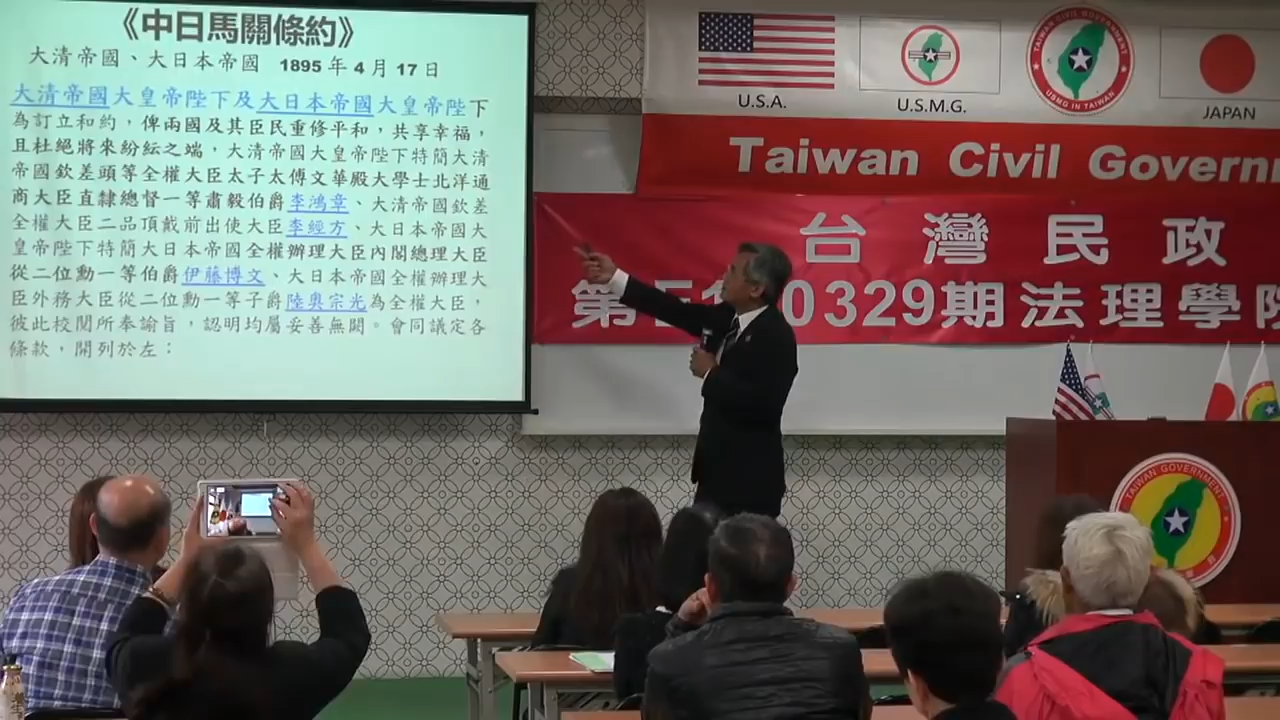 《中日馬關條約》
大清帝國、大日本帝國 1895 年 4 月 17 日
大清帝國大皇帝陛下及大日本帝國大皇帝陛下
為訂立和約，俾兩國及其臣民重修平和，共享幸福，
且杜絕將來紛紜之端，大清帝國大皇帝陛下特簡大清
帝國欽差頭等全權大臣太子太傅文華殿大學士北洋通
商大臣直隸總督一等肅毅伯爵李鴻章、大清帝國欽差
全權大臣二品頂戴前出使大臣李經方、大日本帝國大
皇帝陛下特簡大日本帝國全權辦理大臣內閣總理大臣
從二位勳一等伯爵伊藤博文、大日本帝國全權辦理大
臣外務大臣從二位勳一等子爵陸奧宗光為全權大臣，
彼此校閱所奉諭旨，認明均屬妥善無闕。會同議定各
條款，開列於左：
U.S.A.
U.S.M.G.
TAIWAN CIVIL GOVERNMENT
USMG IN TAIWAN
JAPAN
Taiwan Civil Governm
台灣民政
第 0329期法理學院
TAIWAN GOVERNMENT